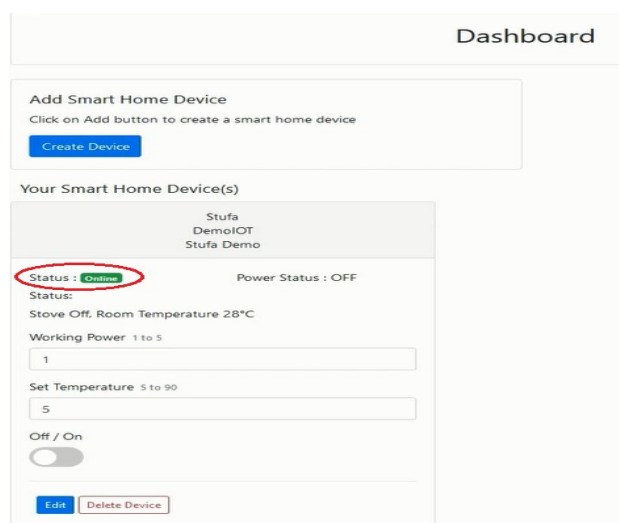 Dashboard
Add Smart Home Device
Click on Add button to create a smart home device
Create Device
Your Smart Home Device(s)
Stufa
DemoIOT
Stufa Demo
Status : Online Power Status : OFF
Status:
Stove Off, Room Temperature 28°C
Working Power 1 to 5
1
Set Temperature 5 to 90
5
Off / On
Edit Delete Device